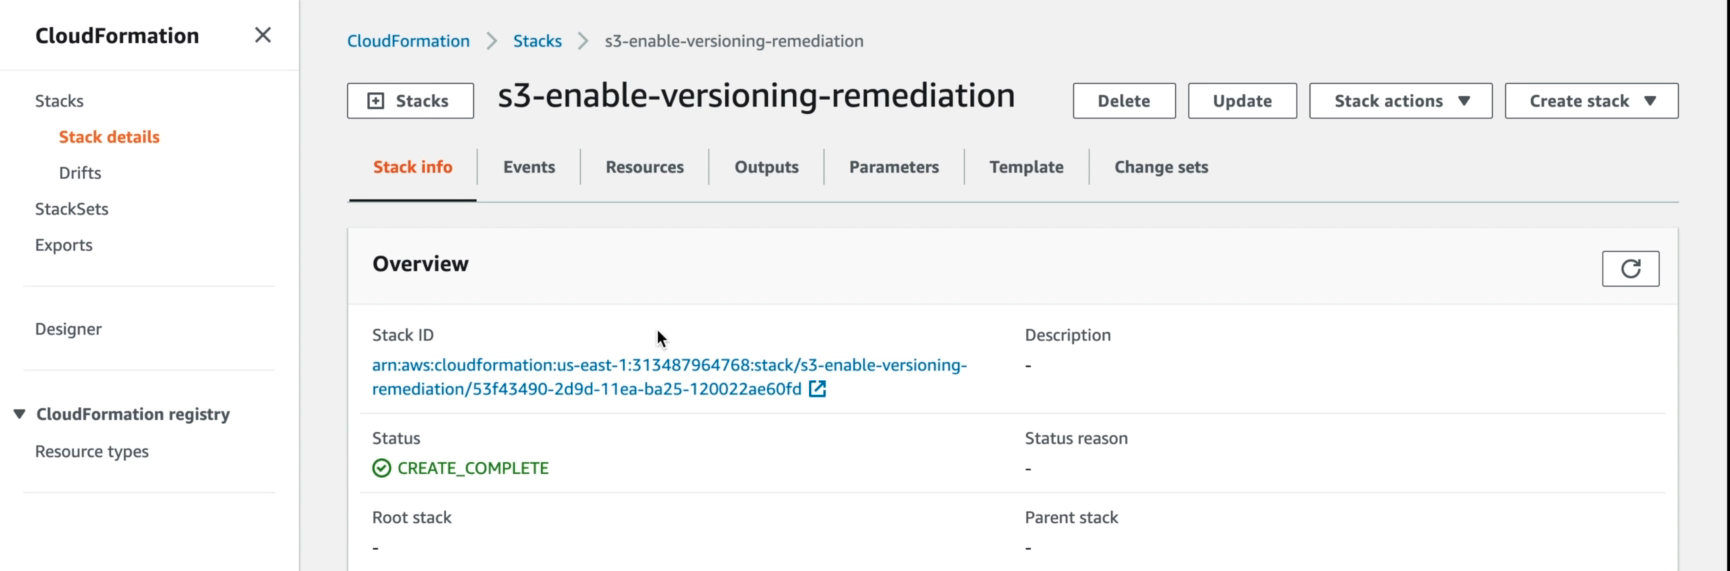 CloudFormation
Stacks
Stack details
Drifts
StackSets
Exports
Designer
CloudFormation registry
Resource types
CloudFormation > Stacks > s3-enable-versioning-remediation
Stacks s3-enable-versioning-remediation Delete Update Stack actions Create stack
Stack info Events Resources Outputs Parameters Template Change sets
Overview
Stack ID
arn:aws:cloudformation:us-east-1:313487964768:stack/s3-enable-versioning-
remediation/53f43490-2d9d-11ea-ba25-120022ae60fd
Description
-
Status
CREATE_COMPLETE
Status reason
-
Root stack
-
Parent stack
-